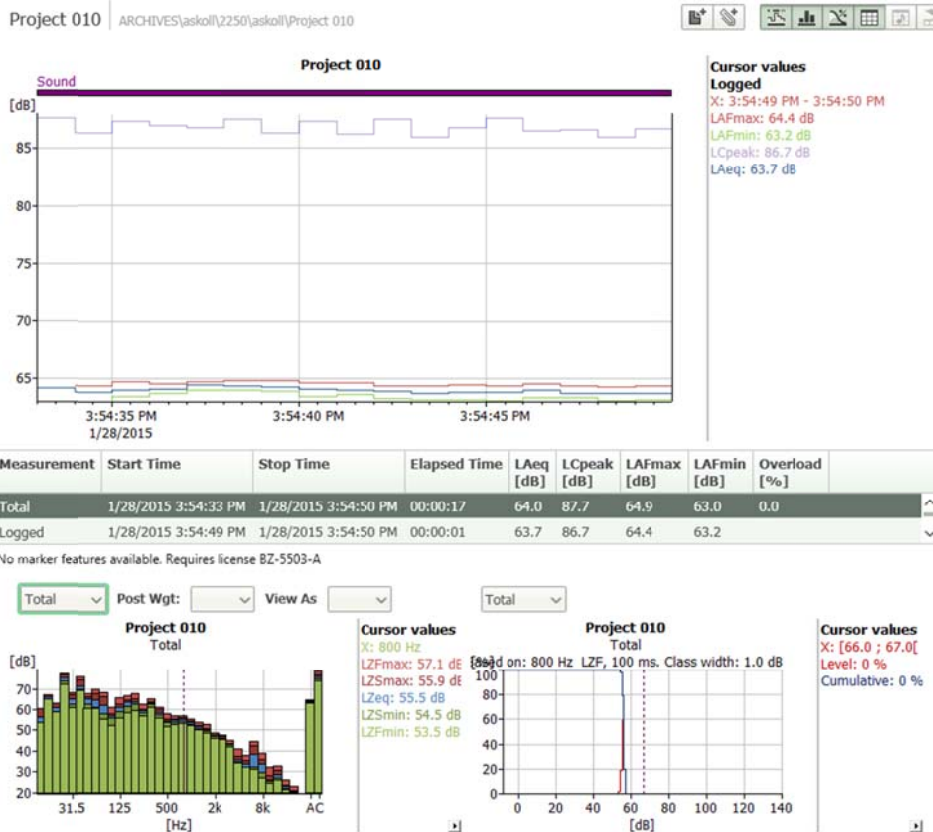 Project 010 ARCHIVES\askoll\2250\askoll\Project 010
Project 010
Sound
[dB]
85
80
75
70
65
3:54:35 PM 3:54:40 PM 3:54:45 PM
1/28/2015
Cursor values
Logged
X: 3:54:49 PM - 3:54:50 PM
LAFmax: 64.4 dB
LAFmin: 63.2 dB
LCpeak: 86.7 dB
LAeq: 63.7 dB
Measurement Start Time Stop Time Elapsed Time LAeq [dB] LCpeak [dB] LAFmax [dB] LAFmin [dB] Overload [%]
Total 1/28/2015 3:54:33 PM 1/28/2015 3:54:50 PM 00:00:17 64.0 87.7 64.9 63.0 0.0
Logged 1/28/2015 3:54:49 PM 1/28/2015 3:54:50 PM 00:00:01 63.7 86.7 64.4 63.2
No marker features available. Requires license BZ-5503-A
Total Post Wgt: View As
Project 010
Total
[dB]
70
60
50
40
30
20
31.5 125 500 2k 8k AC
[Hz]
Cursor values
X: 800 Hz
LZFmax: 57.1 dB
LZSmax: 55.9 dB
LZeq: 55.5 dB
LZSmin: 54.5 dB
LZFmin: 53.5 dB
Total
Project 010
Total
on: 800 Hz LZF, 100 ms. Class width: 1.0 dB
100
80
60
40
20
0
0 20 40 60 80 100 120 140
[dB]
Cursor values
X: [66.0 ; 67.0[
Level: 0 %
Cumulative: 0 %